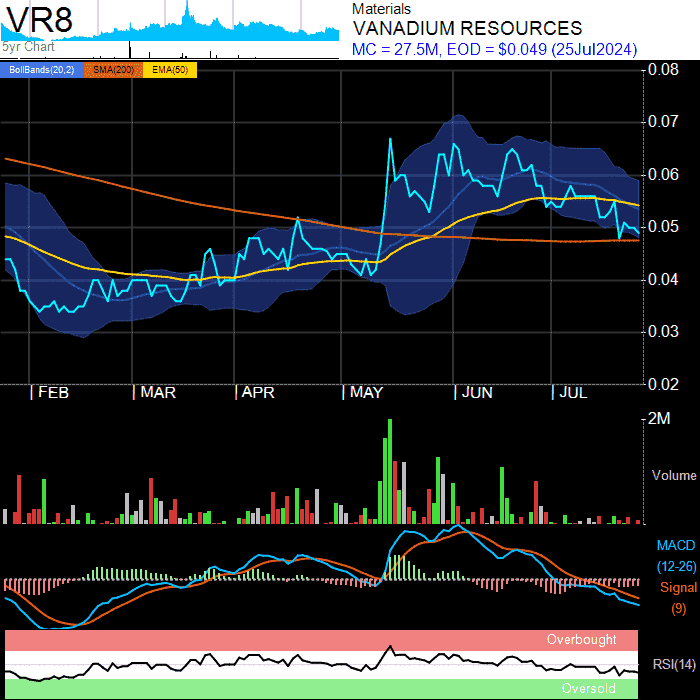 VR8
5yr Chart
Materials
VANADIUM RESOURCES
MC = 27.5M, EOD = $0.049 (25Jul2024)
BollBands(20,2) SMA(200) EMA(50)
0.08
0.07
0.06
0.05
0.04
0.03
0.02
| FEB | MAR | APR | MAY | JUN | JUL
2M
Volume
MACD
(12-26)
Signal
(9)
Overbought
RSI(14)
Oversold